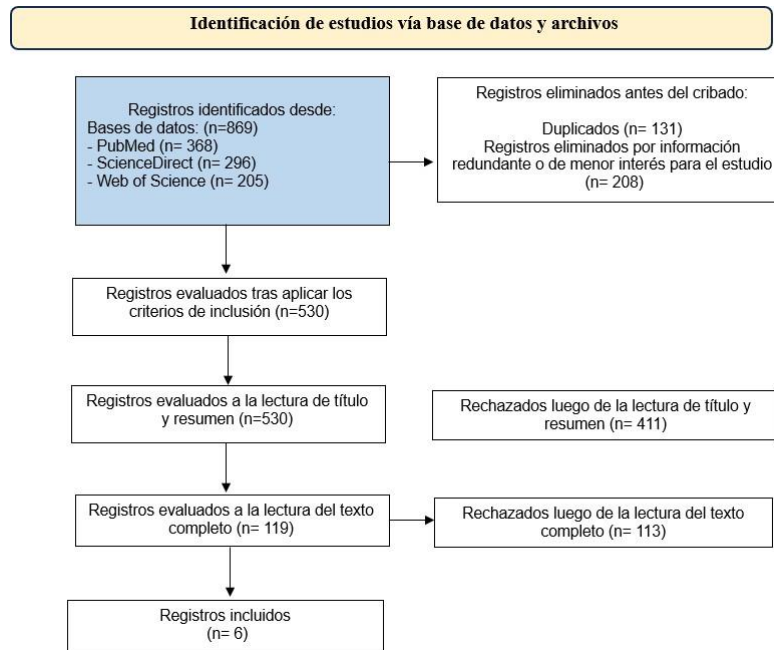 Identificación de estudios vía base de datos y archivos
Registros identificados desde:
Bases de datos: (n=869)
- PubMed (n= 368)
- ScienceDirect (n= 296)
- Web of Science (n= 205)
Registros eliminados antes del cribado:
Duplicados (n= 131)
Registros eliminados por información
redundante o de menor interés para el estudio
(n= 208)
Registros evaluados tras aplicar los
criterios de inclusión (n=530)
Registros evaluados a la lectura de título
y resumen (n=530)
Rechazados luego de la lectura de título y
resumen (n= 411)
Registros evaluados a la lectura del texto
completo (n= 119)
Rechazados luego de la lectura del texto
completo (n= 113)
Registros incluidos
(n= 6)